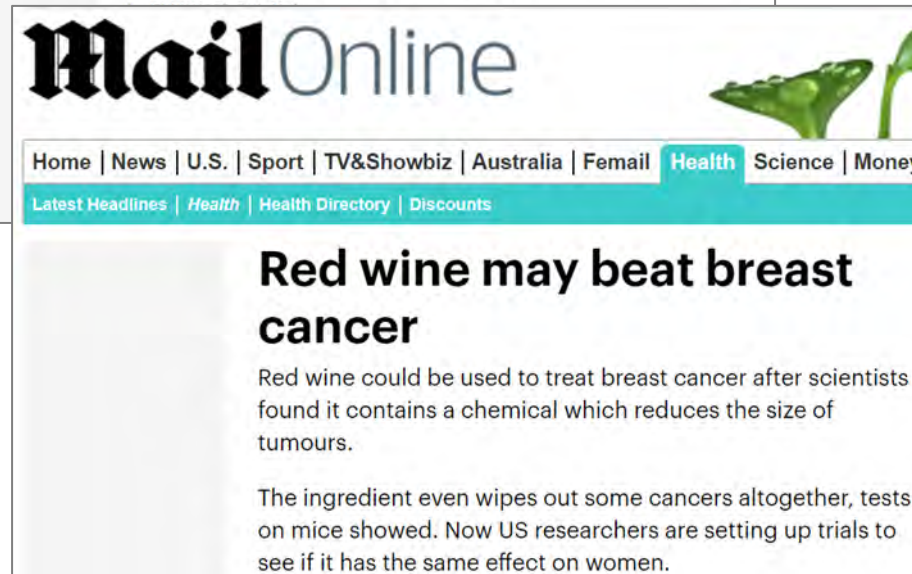 Mail Online
Home | News | U.S. | Sport | TV&Showbiz | Australia | Femail Health Science | Money
Latest Headlines | Health | Health Directory | Discounts
Red wine may beat breast
cancer
Red wine could be used to treat breast cancer after scientists
found it contains a chemical which reduces the size of
tumours.
The ingredient even wipes out some cancers altogether, tests
on mice showed. Now US researchers are setting up trials to
see if it has the same effect on women.